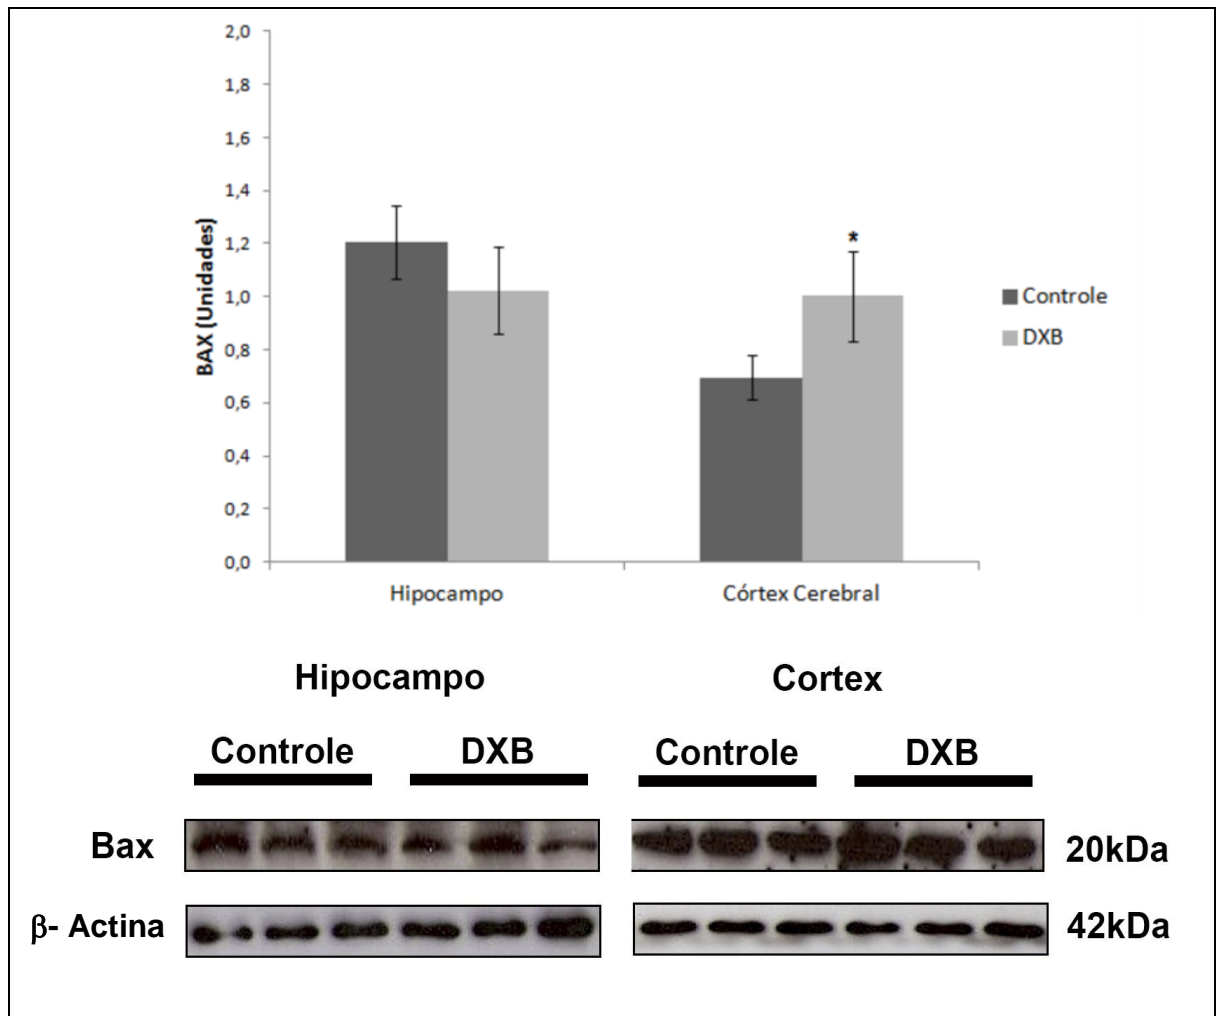 2,0
1,8
1,6
1,4
1,2
1,0
0,8
0,6
0,4
0,2
0,0
BAX (Unidades)
*
Hipocampo
Córtex Cerebral
Controle
DXB
Hipocampo
Cortex
Controle
DXB
Controle
DXB
Bax
20kDa
β- Actina
42kDa